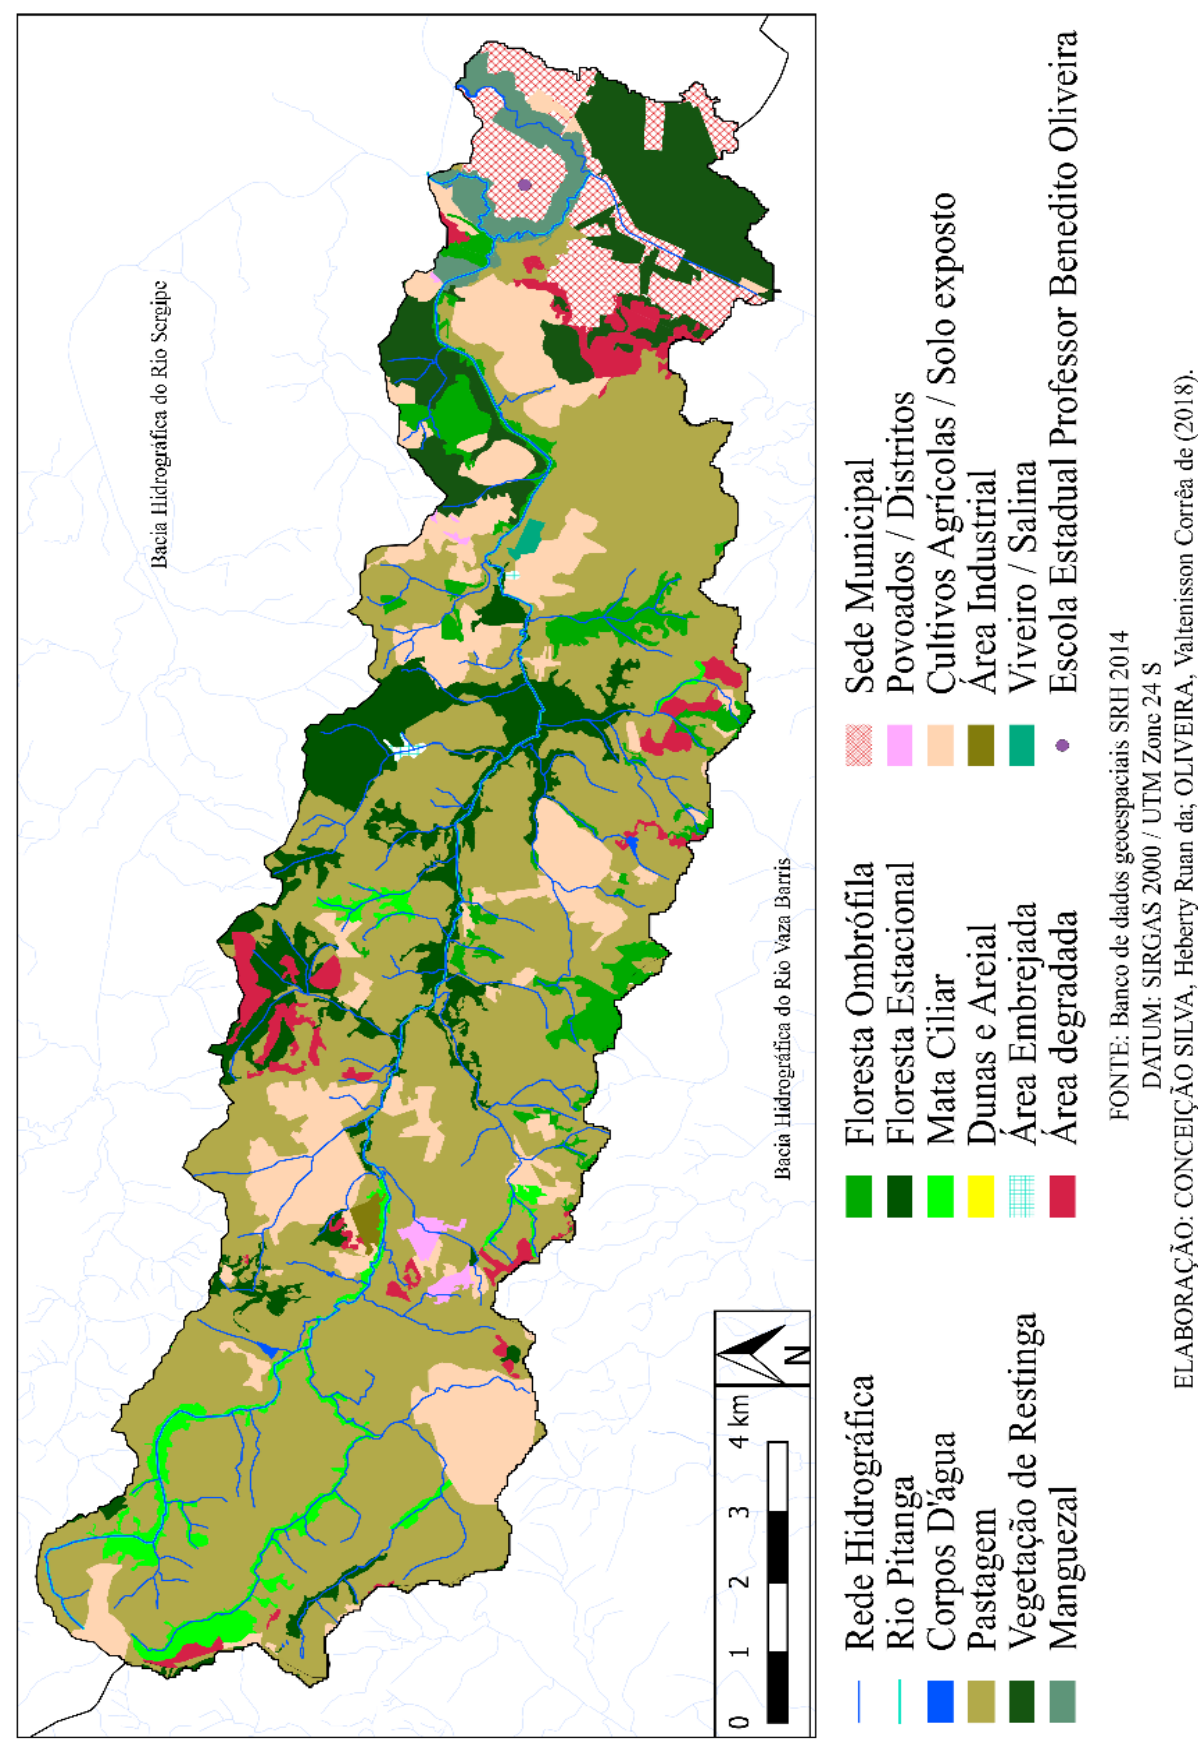 Bacia Hidrográfica do Rio Sergipe
Bacia Hidrográfica do Rio Vaza Barris
N
0 1 2 3 4 km
Rede Hidrográfica
Rio Pitanga
Corpos D'água
Pastagem
Vegetação de Restinga
Manguezal
Floresta Ombrófila
Floresta Estacional
Mata Ciliar
Dunas e Areial
Área Embrejada
Área degradada
Sede Municipal
Povoados / Distritos
Cultivos Agrícolas / Solo exposto
Área Industrial
Viveiro / Salina
Escola Estadual Professor Benedito Oliveira
FONTE: Banco de dados geoespaciais SRH 2014
DATUM: SIRGAS 2000 / UTM Zone 24 S
ELABORAÇÃO: CONCEIÇÃO SILVA, Heberty Ruan da; OLIVEIRA, Valtenisson Corrêa de (2018).